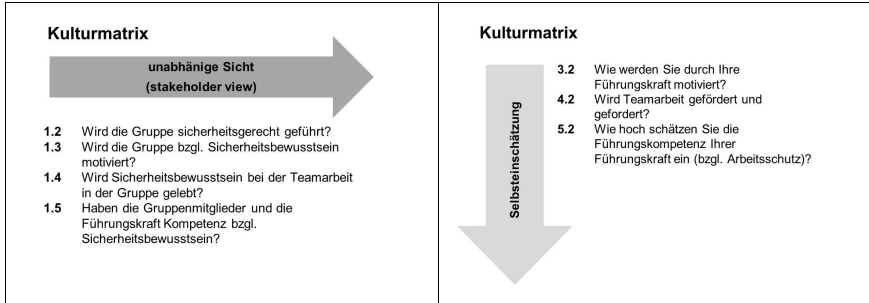 Kulturmatrix
unabhänige Sicht
(stakeholder view)
1.2 Wird die Gruppe sicherheitsgerecht geführt?
1.3 Wird die Gruppe bzgl. Sicherheitsbewusstsein
motiviert?
1.4 Wird Sicherheitsbewusstsein bei der Teamarbeit
in der Gruppe gelebt?
1.5 Haben die Gruppenmitglieder und die
Führungskraft Kompetenz bzgl.
Sicherheitsbewusstsein?
Kulturmatrix
Selbsteinschätzung
3.2 Wie werden Sie durch Ihre
Führungskraft motiviert?
4.2 Wird Teamarbeit gefördert und
gefordert?
5.2 Wie hoch schätzen Sie die
Führungskompetenz Ihrer
Führungskraft ein (bzgl. Arbeitsschutz)?